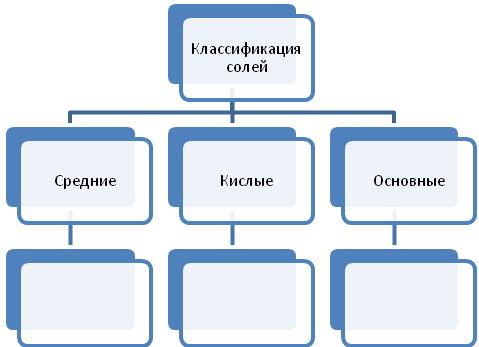 Классификация
солей
Средние
Кислые
Основные